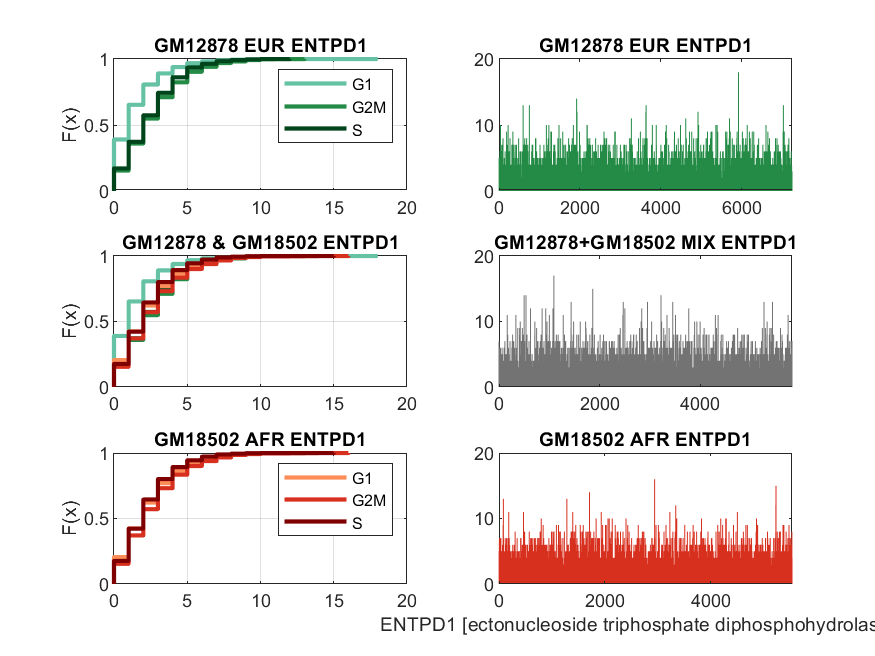 GM12878 EUR ENTPD1
1
0.5
0
F(x)
G1
G2M
S
0 5 10 15 20
GM12878 EUR ENTPD1
20
10
0
0 2000 4000 6000
GM12878 & GM18502 ENTPD1
1
0.5
0
F(x)
0 5 10 15 20
GM12878+GM18502 MIX ENTPD1
20
10
0
0 2000 4000
GM18502 AFR ENTPD1
1
0.5
0
F(x)
G1
G2M
S
0 5 10 15 20
GM18502 AFR ENTPD1
20
10
0
0 2000 4000
ENTPD1 [ectonucleoside triphosphate diphosphohydrolas